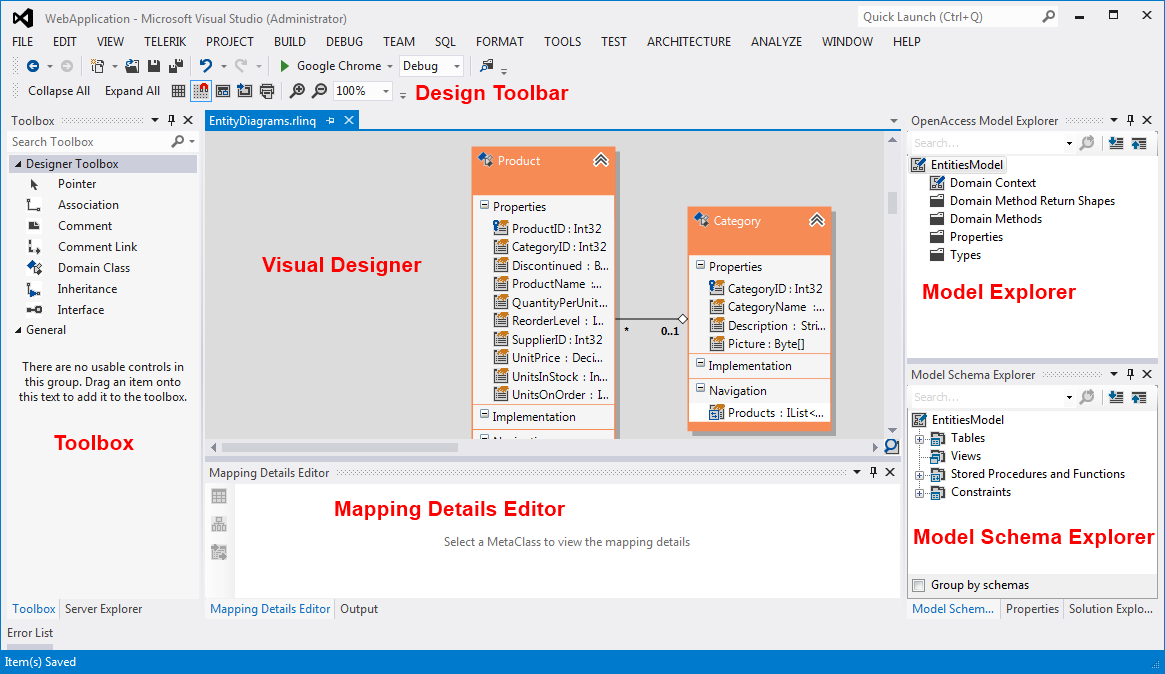 WebApplication - Microsoft Visual Studio (Administrator)
Quick Launch (Ctrl+Q)
FILE EDIT VIEW TELERIK PROJECT BUILD DEBUG TEAM SQL FORMAT TOOLS TEST ARCHITECTURE ANALYZE WINDOW HELP
Google Chrome Debug
Collapse All Expand All 100%
Design Toolbar
Toolbox
Search Toolbox
Designer Toolbox
Pointer
Association
Comment
Comment Link
Domain Class
Inheritance
Interface
General
There are no usable controls in
this group. Drag an item onto
this text to add it to the toolbox.
Toolbox
Toolbox Server Explorer
EntityDiagrams.rlinq
Visual Designer
Product
Properties
ProductID : Int32
CategoryID : Int32
Discontinued : B...
ProductName : ...
QuantityPerUnit...
ReorderLevel : I...
SupplierID : Int32
UnitPrice : Deci...
UnitsInStock : In...
UnitsOnOrder : I...
Implementation
* 0..1
Category
Properties
CategoryID : Int32
CategoryName : ...
Description : Stri...
Picture : Byte[]
Implementation
Navigation
Products : IList<...
Mapping Details Editor
Mapping Details Editor
Select a MetaClass to view the mapping details
Mapping Details Editor Output
OpenAccess Model Explorer
Search...
EntitiesModel
Domain Context
Domain Method Return Shapes
Domain Methods
Properties
Types
Model Explorer
Model Schema Explorer
Search...
EntitiesModel
Tables
Views
Stored Procedures and Functions
Constraints
Model Schema Explorer
Group by schemas
Model Schem... Properties Solution Explo...
Error List
Item(s) Saved